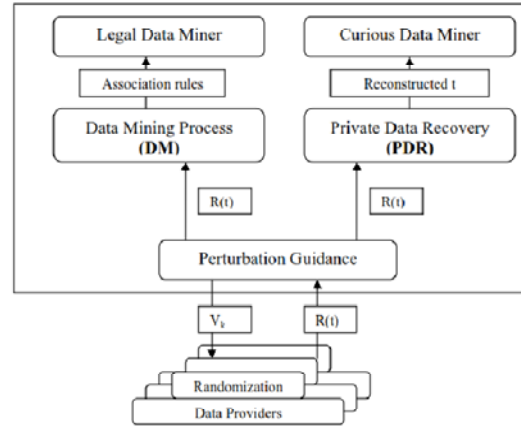 Legal Data Miner
Curious Data Miner
Association rules
Reconstructed t
Data Mining Process
(DM)
Private Data Recovery
(PDR)
R(t)
R(t)
Perturbation Guidance
Vk
R(t)
Randomization
Data Providers